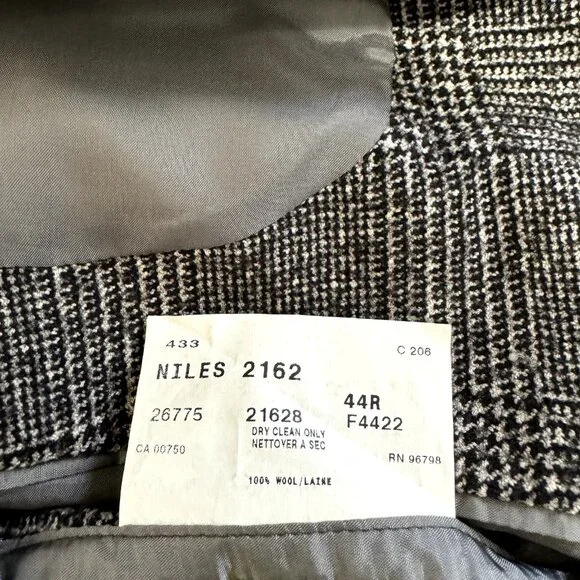 433 C 206
NILES 2162
44R
26775 21628 F4422
DRY CLEAN ONLY
NETTOYER A SEC
CA 00750 RN 96798
100% WOOL/LAINE